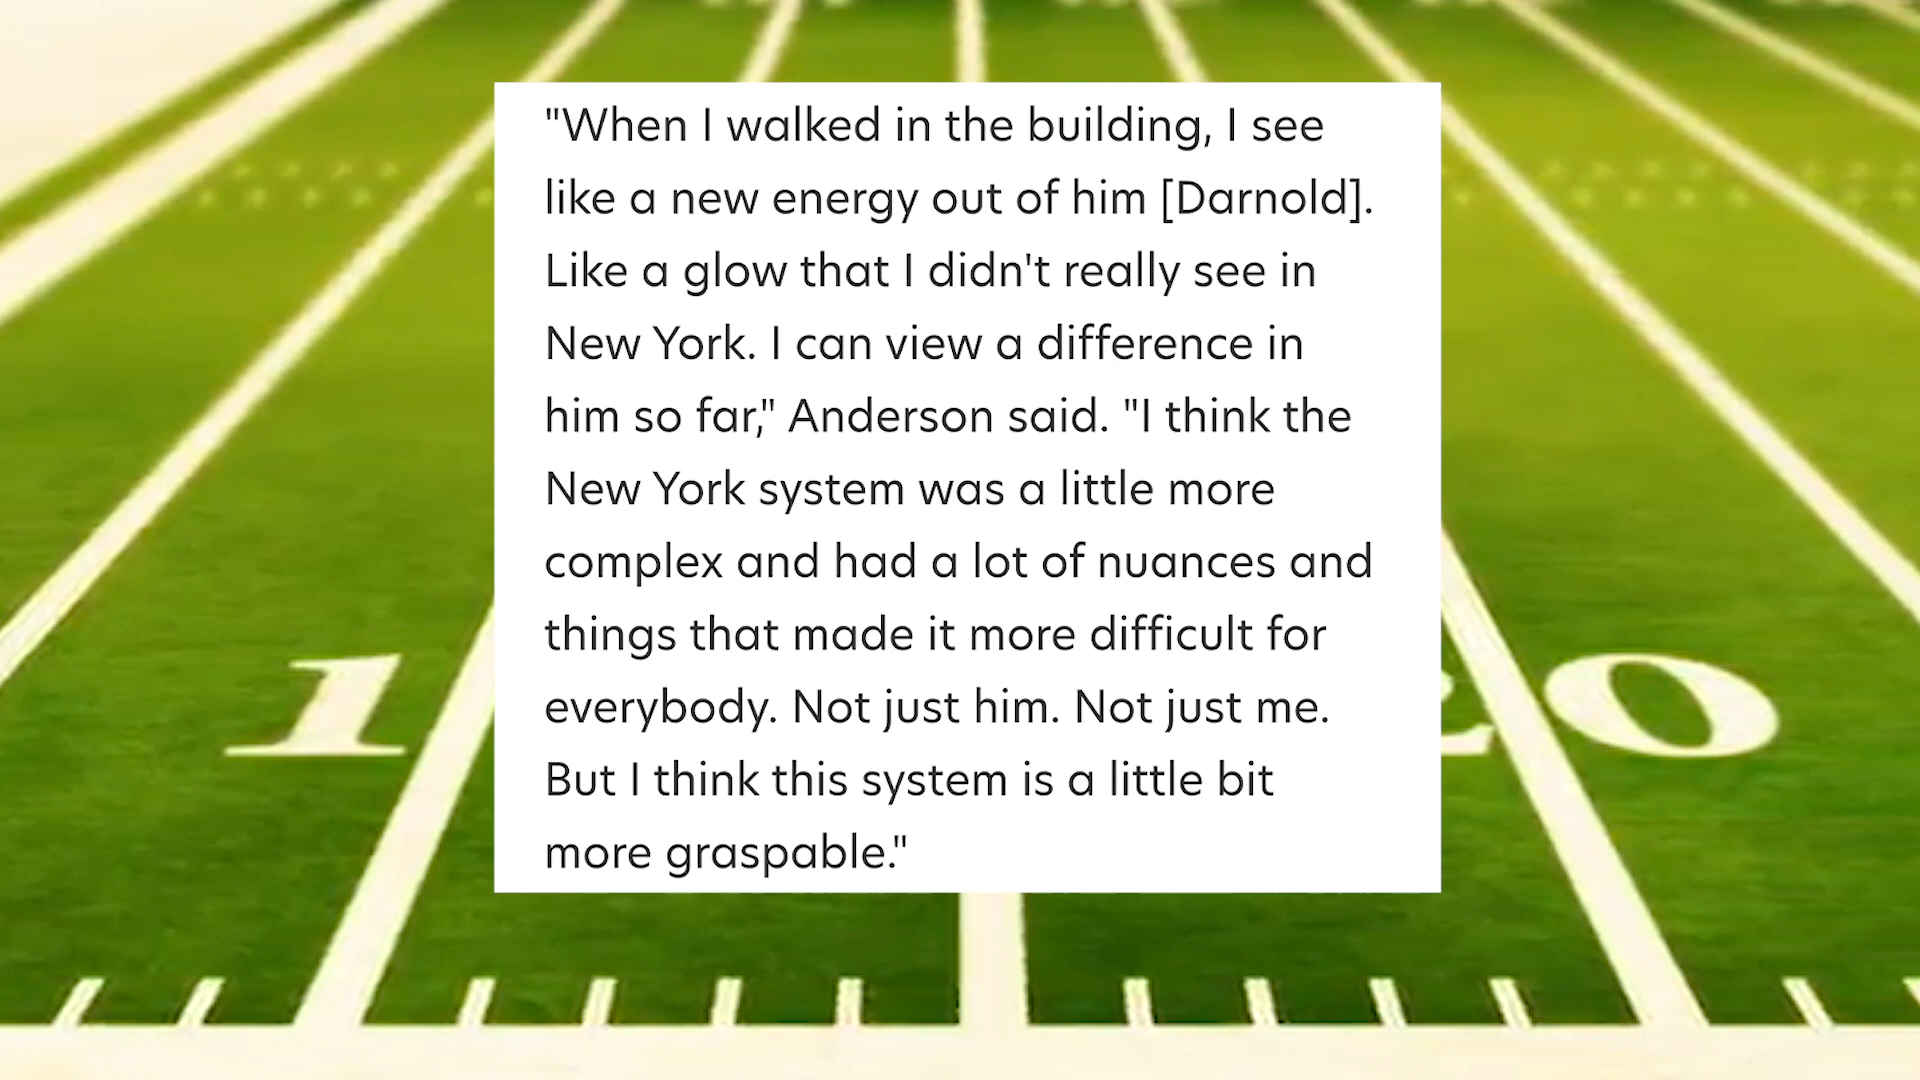 "When I walked in the building, I see
like a new energy out of him [Darnold].
Like a glow that I didn't really see in
New York. I can view a difference in
him so far," Anderson said. "I think the
New York system was a little more
complex and had a lot of nuances and
things that made it more difficult for
everybody. Not just him. Not just me.
But I think this system is a little bit
more graspable."
1
20